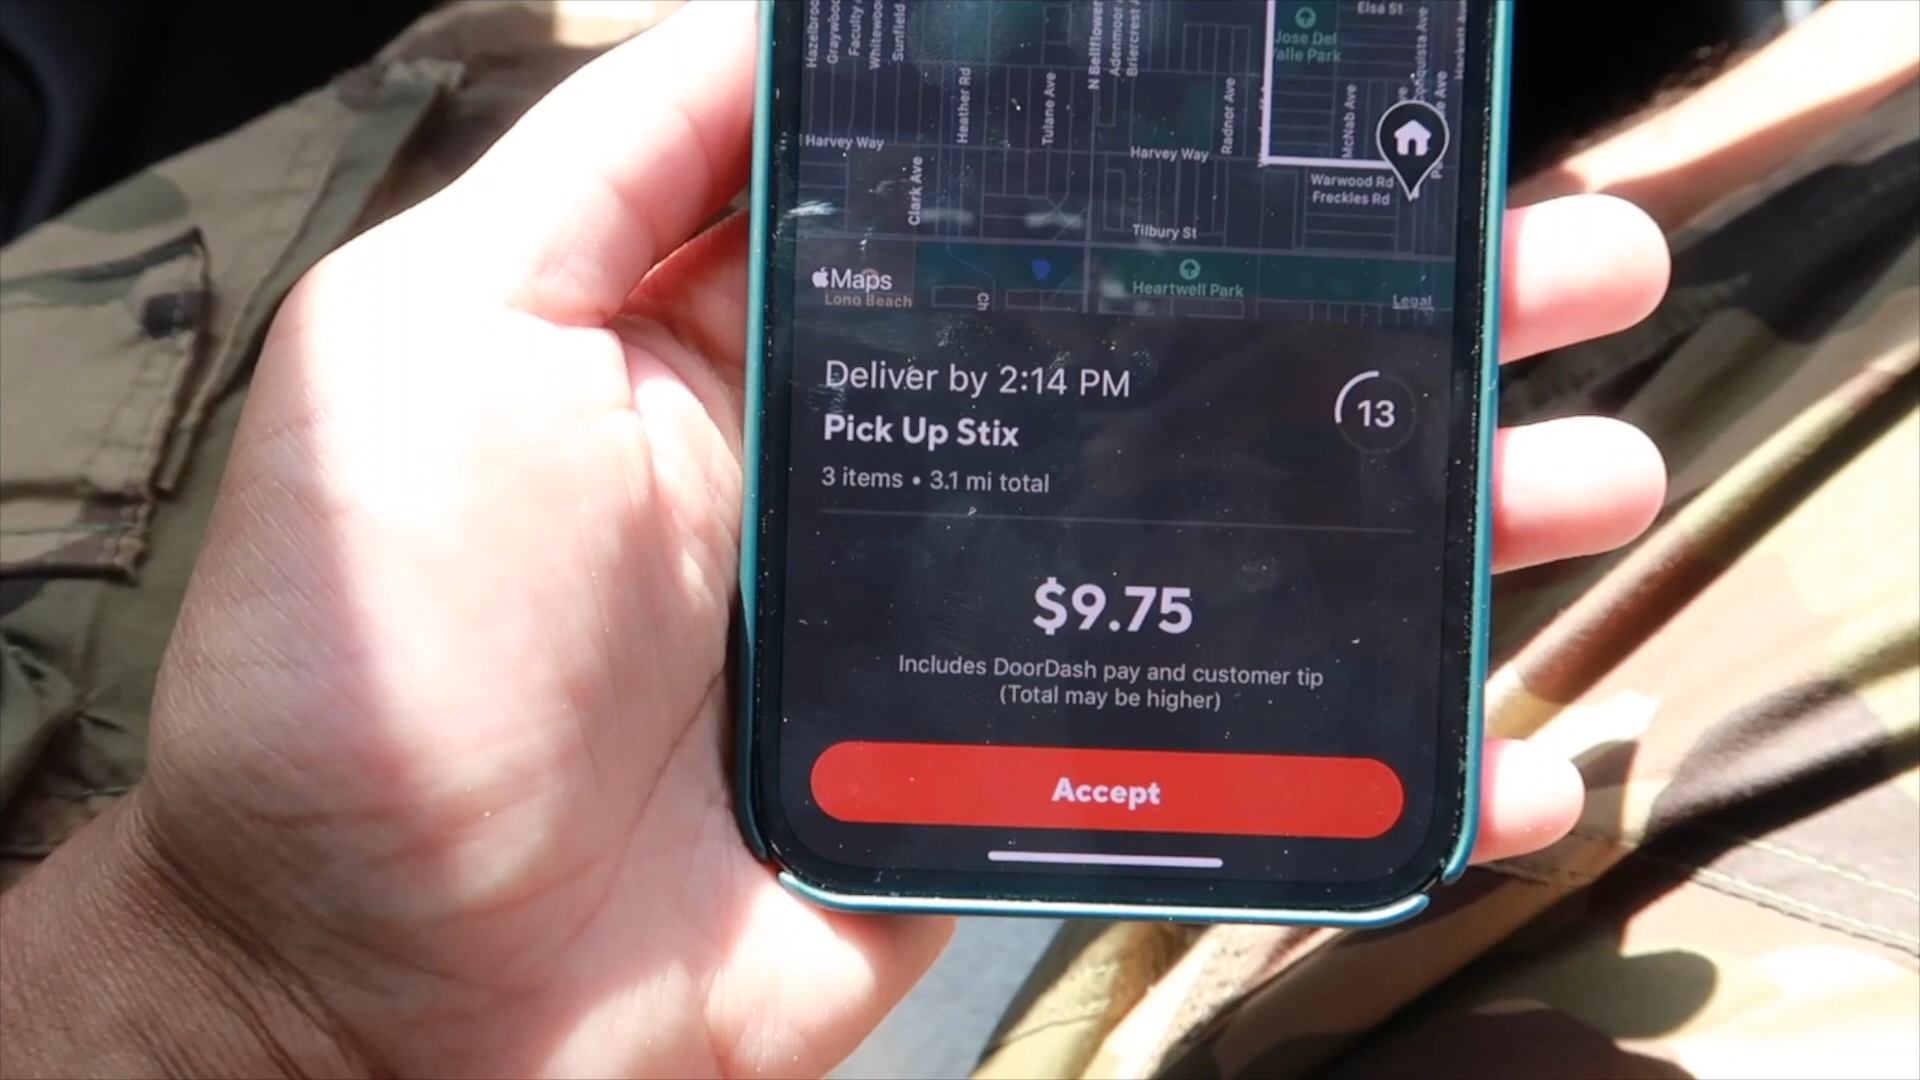 Elsa St
Jose Del
Valle Park
Sunfield
Heather Rd
Tulane Ave
N Bellflower
Radnor Ave
McNab Ave
Harvey Way
Harvey Way
Clark Ave
Warwood Rd
Freckles Rd
Tilbury St
Maps
Long Beach
Heartwell Park
Legal
Deliver by 2:14 PM
13
Pick Up Stix
3 items • 3.1 mi total
$9.75
Includes DoorDash pay and customer tip
(Total may be higher)
Accept